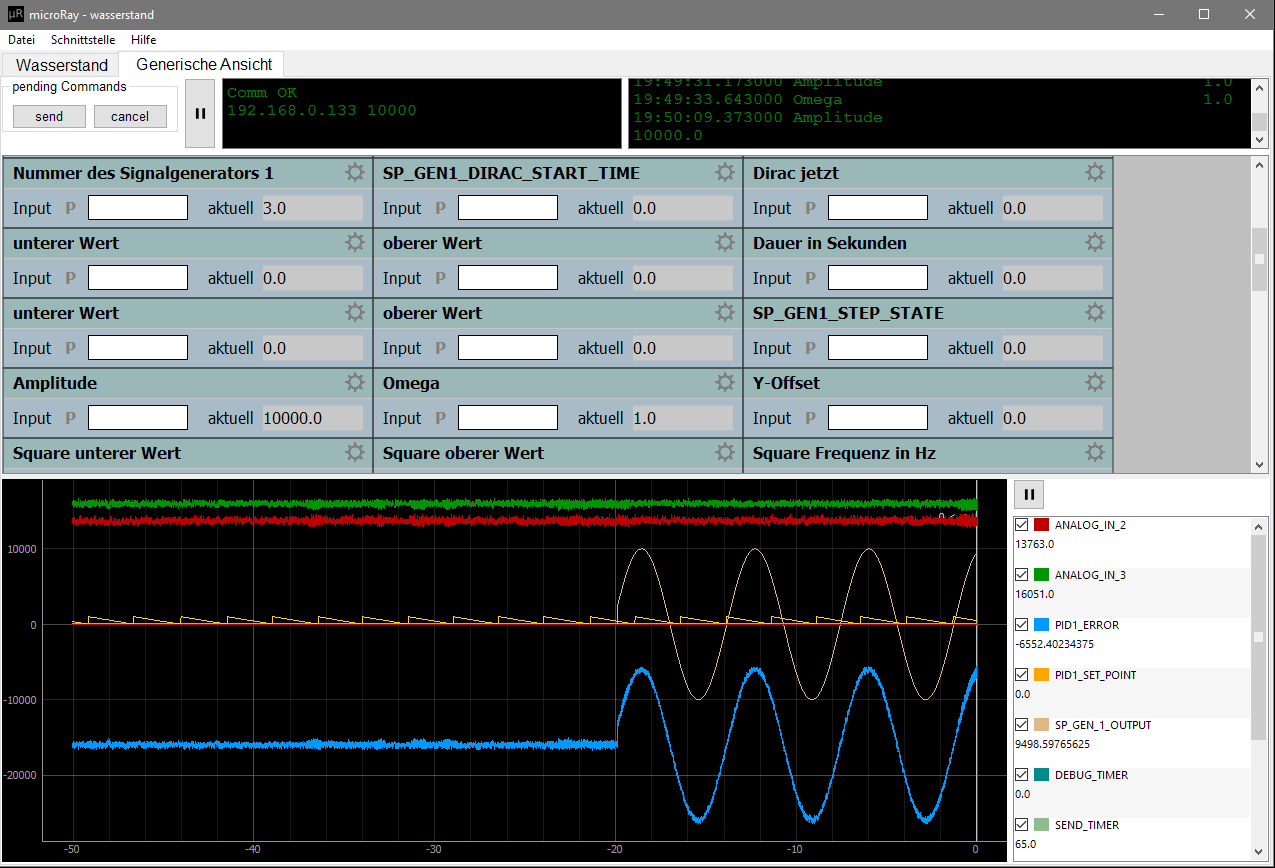 µR microRay - wasserstand
Datei Schnittstelle Hilfe
Wasserstand Generische Ansicht
pending Commands
send cancel
Comm OK
192.168.0.133 10000
19:49:31.173000 Amplitude 1.0
19:49:33.643000 Omega 1.0
19:50:09.373000 Amplitude
10000.0
Nummer des Signalgenerators 1 SP_GEN1_DIRAC_START_TIME Dirac jetzt
Input P aktuell 3.0 Input P aktuell 0.0 Input P aktuell 0.0
unterer Wert oberer Wert Dauer in Sekunden
Input P aktuell 0.0 Input P aktuell 0.0 Input P aktuell 0.0
unterer Wert oberer Wert SP_GEN1_STEP_STATE
Input P aktuell 0.0 Input P aktuell 0.0 Input P aktuell 0.0
Amplitude Omega Y-Offset
Input P aktuell 10000.0 Input P aktuell 1.0 Input P aktuell 0.0
Square unterer Wert Square oberer Wert Square Frequenz in Hz
10000
0
-10000
-20000
-50 -40 -30 -20 -10 0
ANALOG_IN_2
13763.0
ANALOG_IN_3
16051.0
PID1_ERROR
-6552.40234375
PID1_SET_POINT
0.0
SP_GEN_1_OUTPUT
9498.59765625
DEBUG_TIMER
0.0
SEND_TIMER
65.0